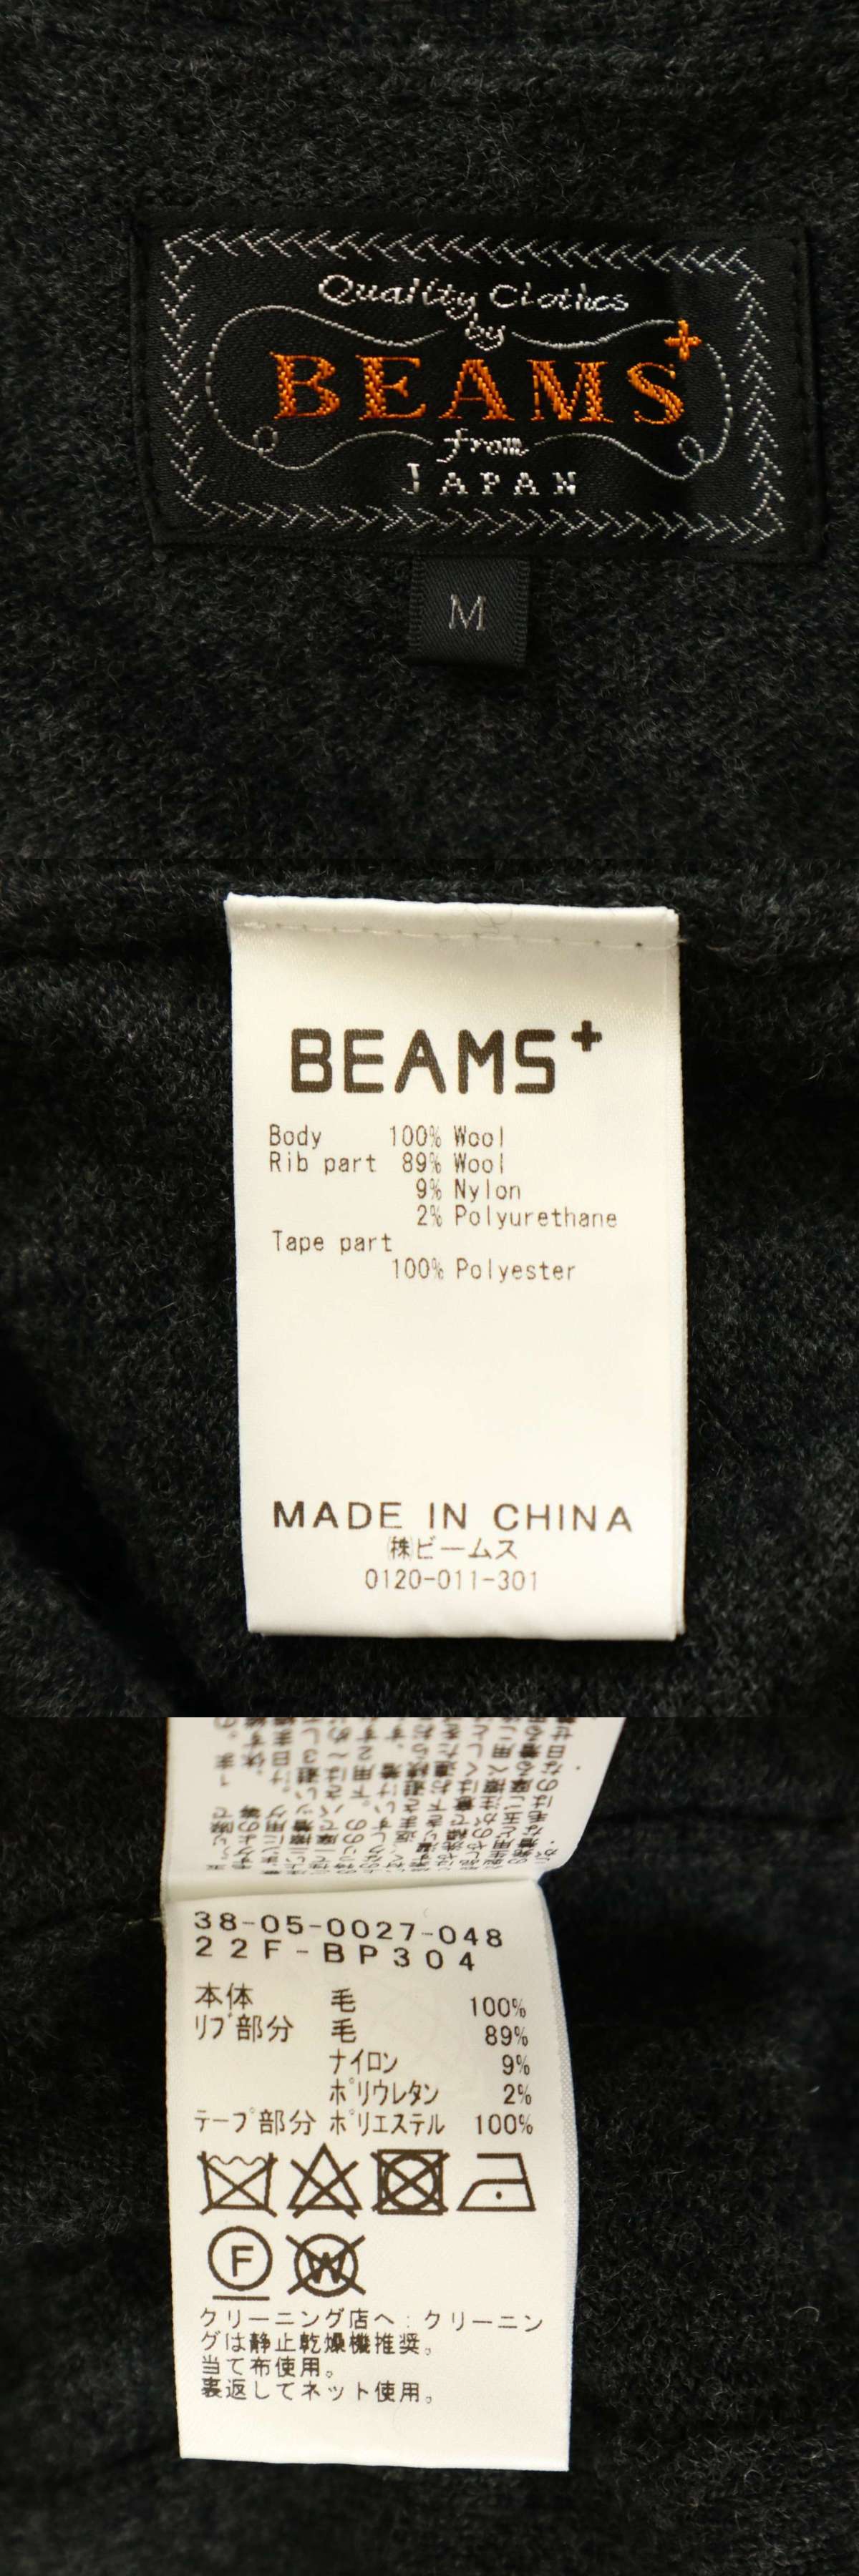 Quality Clothes
by
BEAMS+
from
JAPAN
M
BEAMS+
Body 100% Wool
Rib part 89% Wool
9% Nylon
2% Polyurethane
Tape part
100% Polyester
MADE IN CHINA
㈱ビームス
0120-011-301
38-05-0027-048
22F-BP304
本体 毛 100%
リブ部分 毛 89%
ナイロン 9%
ポリウレタン 2%
テープ部分 ポリエステル 100%
F
W
クリーニング店へ：クリーニン
グは静止乾燥機推奨。
当て布使用。
裏返してネット使用。